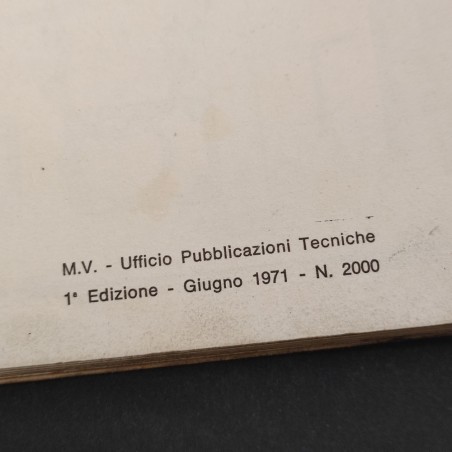 M.V. - Ufficio Pubblicazioni Tecniche
1ª Edizione - Giugno 1971 - N. 2000